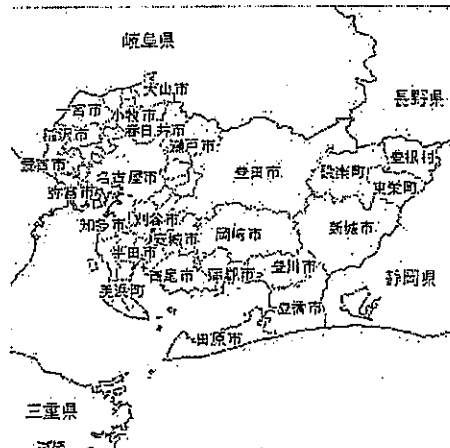 岐阜県
犬山市
一宮市
小牧市
長野県
稲沢市
春日井市
瀬戸市
愛西市
名古屋市
豊田市
設楽町
豊根村
東栄町
弥富市
知多市
刈谷市
安城市
岡崎市
新城市
半田市
西尾市
蒲郡市
豊川市
静岡県
美浜町
豊橋市
田原市
三重県